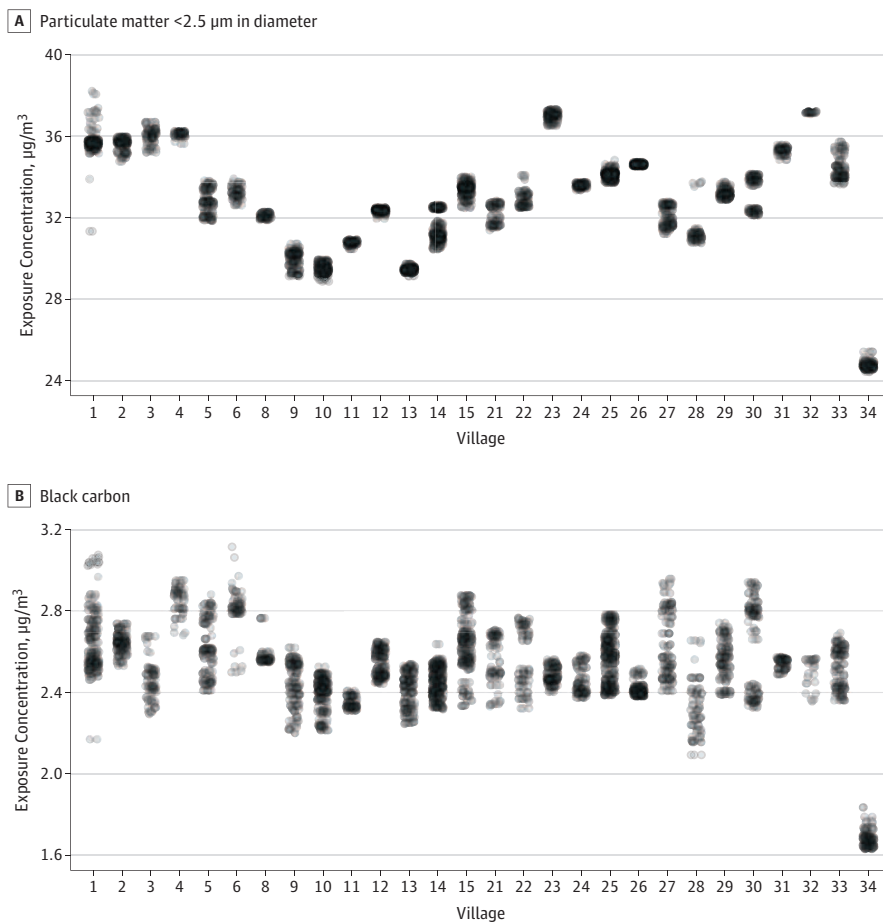 A Particulate matter <2.5 µm in diameter
Exposure Concentration, µg/m³
40
36
32
28
24
1 2 3 4 5 6 8 9 10 11 12 13 14 15 21 22 23 24 25 26 27 28 29 30 31 32 33 34
Village
B Black carbon
Exposure Concentration, µg/m³
3.2
2.8
2.4
2.0
1.6
1 2 3 4 5 6 8 9 10 11 12 13 14 15 21 22 23 24 25 26 27 28 29 30 31 32 33 34
Village